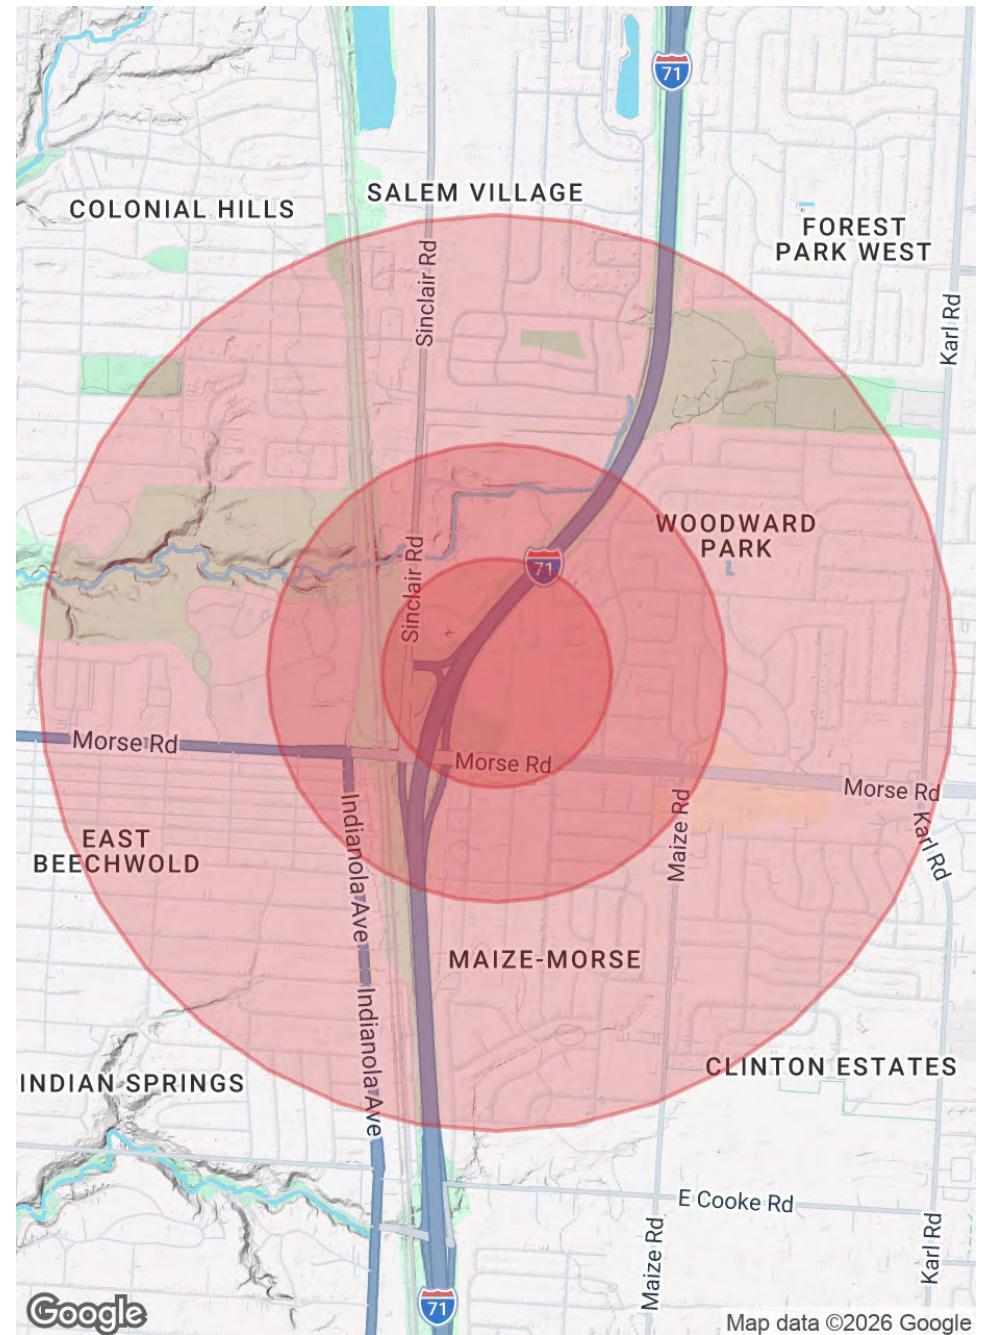 71
SALEM VILLAGE
COLONIAL HILLS
FOREST
PARK WEST
Sinclair Rd
Karl Rd
WOODWARD
PARK
Sinclair Rd
71
Morse Rd
Morse Rd
Morse Rd
Maize Rd
Karl Rd
EAST
BEECHWOLD
Indianola Ave
MAIZE-MORSE
Indianola Ave
CLINTON ESTATES
INDIAN SPRINGS
E Cooke Rd
Maize Rd
Karl Rd
71
Google
Map data ©2026 Google